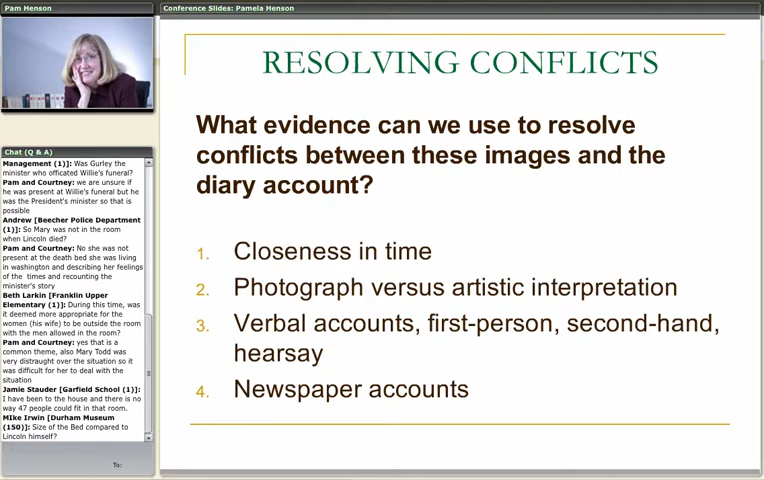 Pam Henson
Conference Slides: Pamela Henson
RESOLVING CONFLICTS
What evidence can we use to resolve
conflicts between these images and the
diary account?
1. Closeness in time
2. Photograph versus artistic interpretation
3. Verbal accounts, first-person, second-hand,
hearsay
4. Newspaper accounts
Chat (Q & A)
Management (1)]: Was Gurley the
minister who officated Willie's funeral?
Pam and Courtney: we are unsure if
he was present at Willie's funeral but he
was the President's minister so that is
possible
Andrew [Beecher Police Department
(1)]: So Mary was not in the room
when Lincoln died?
Pam and Courtney: No she was not
present at the death bed she was living
in washington and describing her feelings
of the times and recounting the
minister's story
Beth Larkin [Franklin Upper
Elementary (1)]: During this time, was
it deemed more appropriate for the
women (his wife) to be outside the room
with the men allowed in the room?
Pam and Courtney: yes that is a
common theme, also Mary Todd was
very distraught over the situation so it
was difficult for her to deal with the
situation
Jamie Stauder [Garfield School (1)]:
I have been to the house and there is no
way 47 people could fit in that room.
MIke Irwin [Durham Museum
(150)]: Size of the Bed compared to
Lincoln himself?
To: